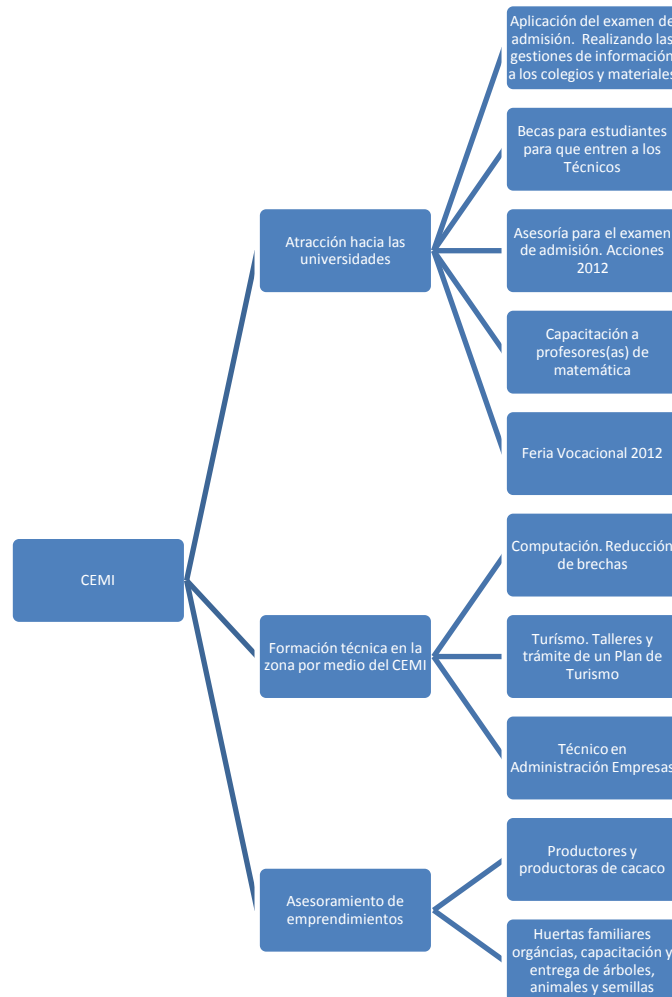 Aplicación del examen de
admisión. Realizando las
gestiones de información
a los colegios y materiales
Becas para estudiantes
para que entren a los
Técnicos
Atracción hacia las
universidades
Asesoría para el examen
de admisión. Acciones
2012
Capacitación a
profesores(as) de
matemática
Feria Vocacional 2012
CEMI
Computación. Reducción
de brechas
Formación técnica en la
zona por medio del CEMI
Turísmo. Talleres y
trámite de un Plan de
Turismo
Técnico en
Administración Empresas
Productores y
productoras de cacaco
Asesoramiento de
emprendimientos
Huertas familiares
orgáncias, capacitación y
entrega de árboles,
animales y semillas